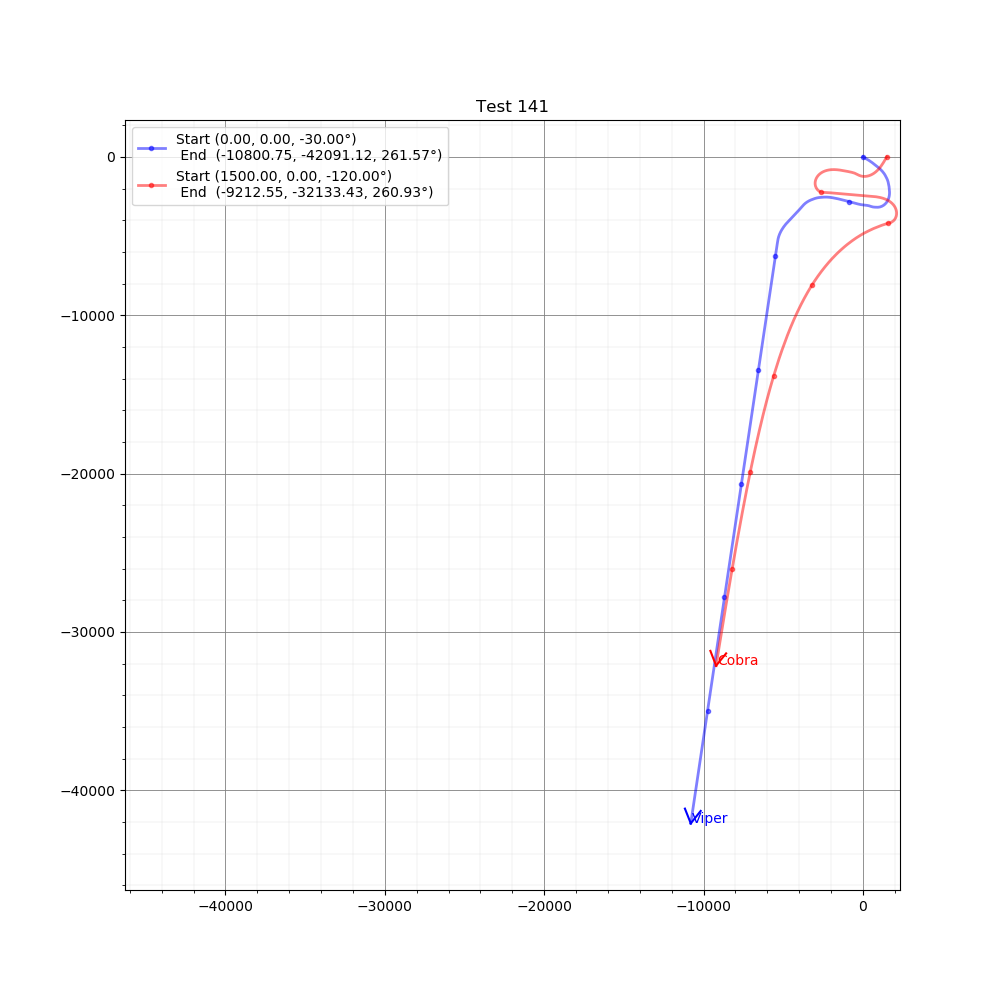 Test 141
Start (0.00, 0.00, -30.00°)
End (-10800.75, -42091.12, 261.57°)
Start (1500.00, 0.00, -120.00°)
End (-9212.55, -32133.43, 260.93°)
0
−10000
−20000
−30000
−40000
Cobra
Viper
−40000
−30000
−20000
−10000
0